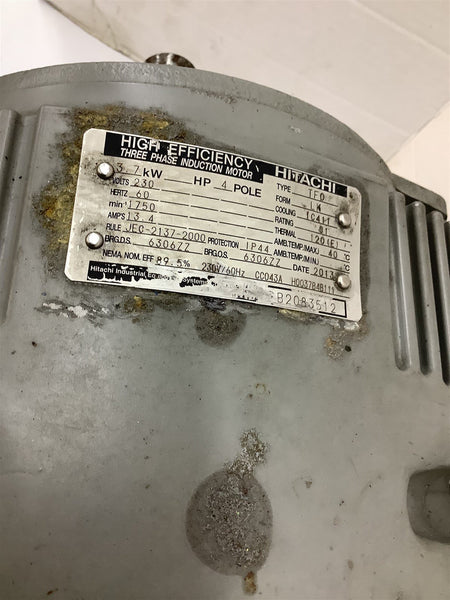 HIGH EFFICIENCY
THREE PHASE INDUCTION MOTOR HITACHI
3.7 kW HP 4 POLE TYPE TFO
VOLTS 230 FORM
HERTZ 60 COOLING
min⁻¹ 1750 RATING
AMPS 13.4 THERMAL 120(E)
RULE JEC-2137-2000 PROTECTION IP44 AMB.TEMP.(MAX.) 40 °C
BRG.D.S. 6306ZZ BRG.O.S. 6306ZZ AMB.TEMP.(MIN.) °C
NEMA. NOM. EFF 89.5% 230V/60Hz CC043A DATE 2013
Hitachi Industrial
B2083512